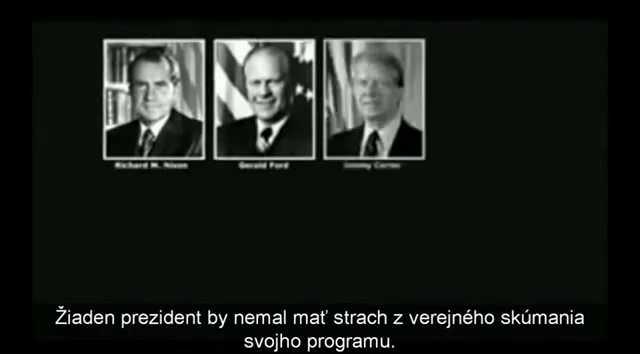 Richard M. Nixon
Gerald Ford
Jimmy Carter
Žiaden prezident by nemal mať strach z verejného skúmania
svojho programu.